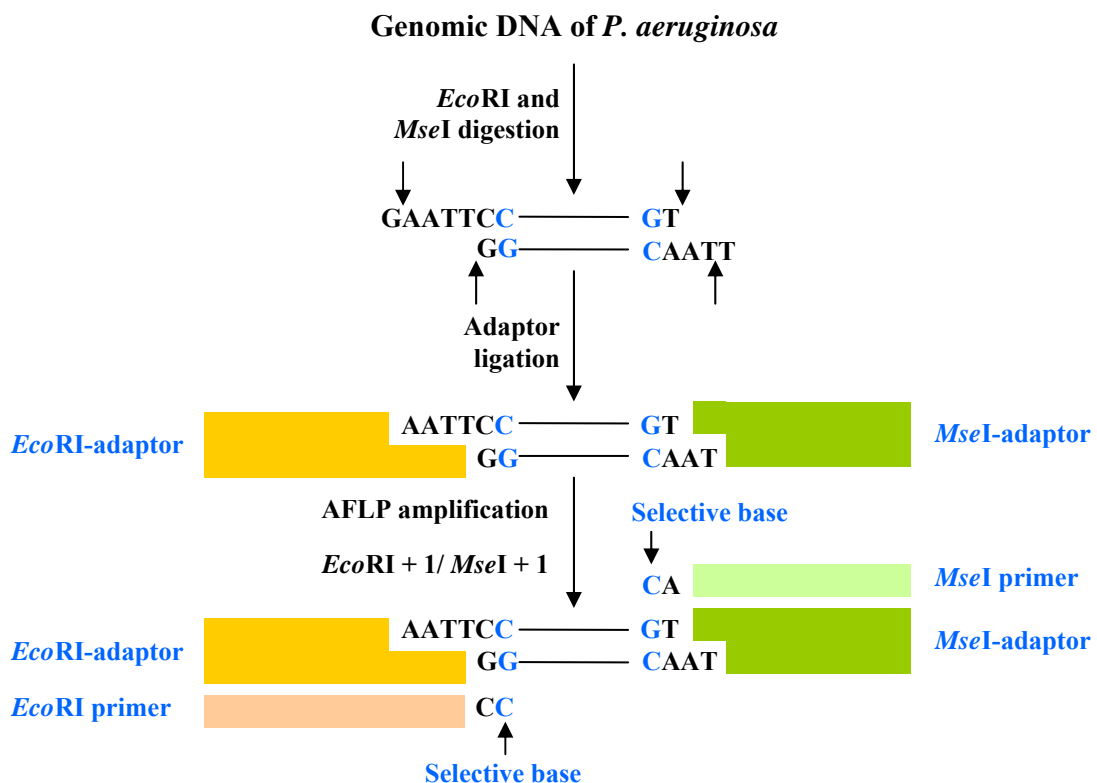 Genomic DNA of P. aeruginosa
EcoRI and
MseI digestion
GAATTCC GT
GG CAATT
Adaptor
ligation
EcoRI-adaptor AATTCC GT MseI-adaptor
GG CAAT
AFLP amplification Selective base
EcoRI + 1/ MseI + 1
CA MseI primer
EcoRI-adaptor AATTCC GT MseI-adaptor
GG CAAT
EcoRI primer CC
Selective base